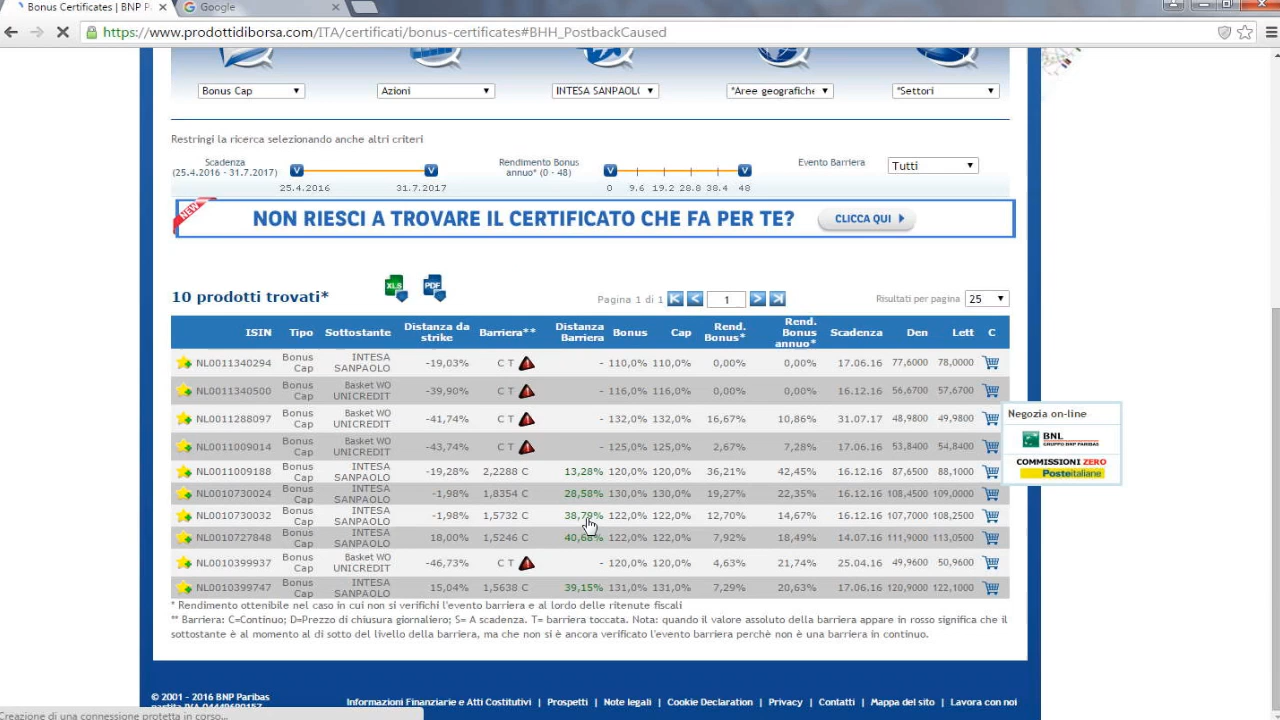 Bonus Certificates | BNP P
Google
https://www.prodottidiborsa.com/ITA/certificati/bonus-certificates#BHH_PostbackCaused
Bonus Cap
Azioni
INTESA SANPAOL
*Aree geografiche
*Settori
Restringi la ricerca selezionando anche altri criteri
Scadenza
(25.4.2016 - 31.7.2017)
25.4.2016 31.7.2017
Rendimento Bonus
annuo* (0 - 48)
0 9.6 19.2 28.8 38.4 48
Evento Barriera
Tutti
NEW
NON RIESCI A TROVARE IL CERTIFICATO CHE FA PER TE? CLICCA QUI
10 prodotti trovati*
XLS
PDF
Pagina 1 di 1
1
Risultati per pagina 25
ISIN Tipo Sottostante Distanza da strike Barriera** Distanza Barriera Bonus Cap Rend. Bonus* Rend. Bonus annuo* Scadenza Den Lett C
NL0011340294 Bonus Cap INTESA SANPAOLO -19,03% C T - 110,0% 110,0% 0,00% 0,00% 17.06.16 77,6000 78,0000
NL0011340500 Bonus Cap Basket WO UNICREDIT -39,90% C T - 116,0% 116,0% 0,00% 0,00% 16.12.16 56,6700 57,6700
NL0011288097 Bonus Cap Basket WO UNICREDIT -41,74% C T - 132,0% 132,0% 16,67% 10,86% 31.07.17 48,9800 49,9800
NL0011009014 Bonus Cap Basket WO UNICREDIT -43,74% C T - 125,0% 125,0% 2,67% 7,28% 17.06.16 53,8400 54,8400
NL0011009188 Bonus Cap INTESA SANPAOLO -19,28% 2,2288 C 13,28% 120,0% 120,0% 36,21% 42,45% 16.12.16 87,6500 88,1000
NL0010730024 Bonus Cap INTESA SANPAOLO -1,98% 1,8354 C 28,58% 130,0% 130,0% 19,27% 22,35% 16.12.16 108,4500 109,0000
NL0010730032 Bonus Cap INTESA SANPAOLO -1,98% 1,5732 C 38,79% 122,0% 122,0% 12,70% 14,67% 16.12.16 107,7000 108,2500
NL0010727848 Bonus Cap INTESA SANPAOLO 18,00% 1,5246 C 40,68% 122,0% 122,0% 7,92% 18,49% 14.07.16 111,9000 113,0500
NL0010399937 Bonus Cap Basket WO UNICREDIT -46,73% C T - 120,0% 120,0% 4,63% 21,74% 25.04.16 49,9600 50,9600
NL0010399747 Bonus Cap INTESA SANPAOLO 15,04% 1,5638 C 39,15% 131,0% 131,0% 7,29% 20,63% 17.06.16 120,9000 122,1000
Negozia on-line
BNL
GRUPPO BNP PARIBAS
COMMISSIONI ZERO
Posteitaliane
* Rendimento ottenibile nel caso in cui non si verifichi l'evento barriera e al lordo delle ritenute fiscali
** Barriera: C=Continuo; D=Prezzo di chiusura giornaliero; S= A scadenza. T= barriera toccata. Nota: quando il valore assoluto della barriera appare in rosso significa che il
sottostante è al momento al di sotto del livello della barriera, ma che non si è ancora verificato l'evento barriera perchè non è una barriera in continuo.
© 2001 - 2016 BNP Paribas
partita IVA
Informazioni Finanziarie e Atti Costitutivi | Prospetti | Note legali | Cookie Declaration | Privacy | Contatti | Mappa del sito | Lavora con noi
Creazione di una connessione protetta in corso...